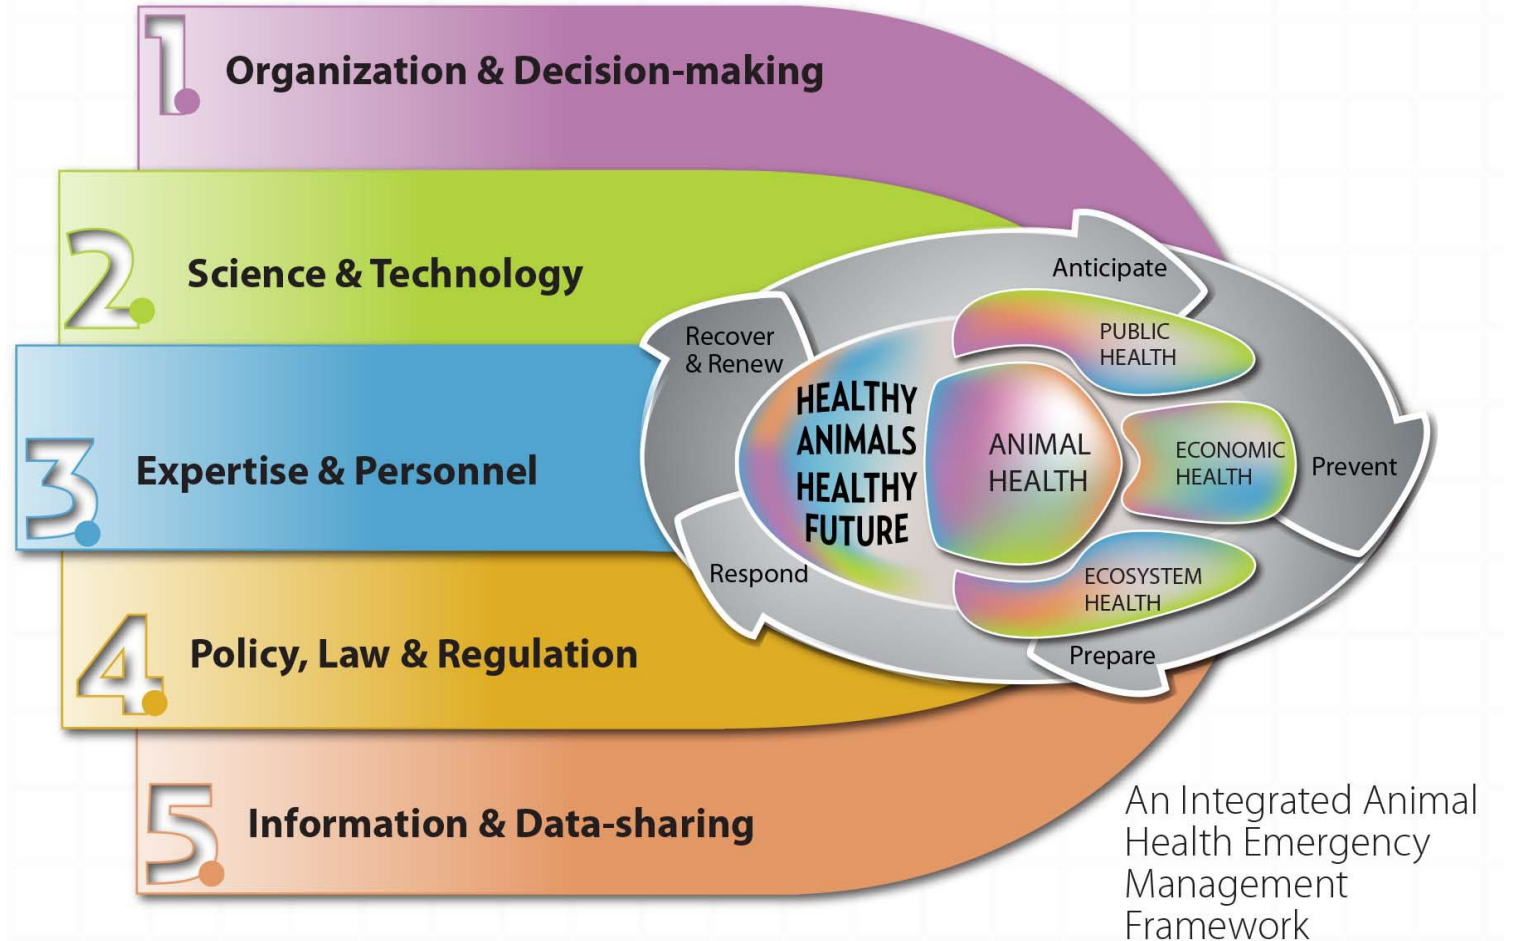 1.
Organization & Decision-making
2.
Science & Technology
3.
Expertise & Personnel
4.
Policy, Law & Regulation
5.
Information & Data-sharing
Anticipate
Prevent
Prepare
Respond
Recover
& Renew
HEALTHY
ANIMALS
HEALTHY
FUTURE
ANIMAL
HEALTH
PUBLIC
HEALTH
ECONOMIC
HEALTH
ECOSYSTEM
HEALTH
An Integrated Animal
Health Emergency
Management
Framework